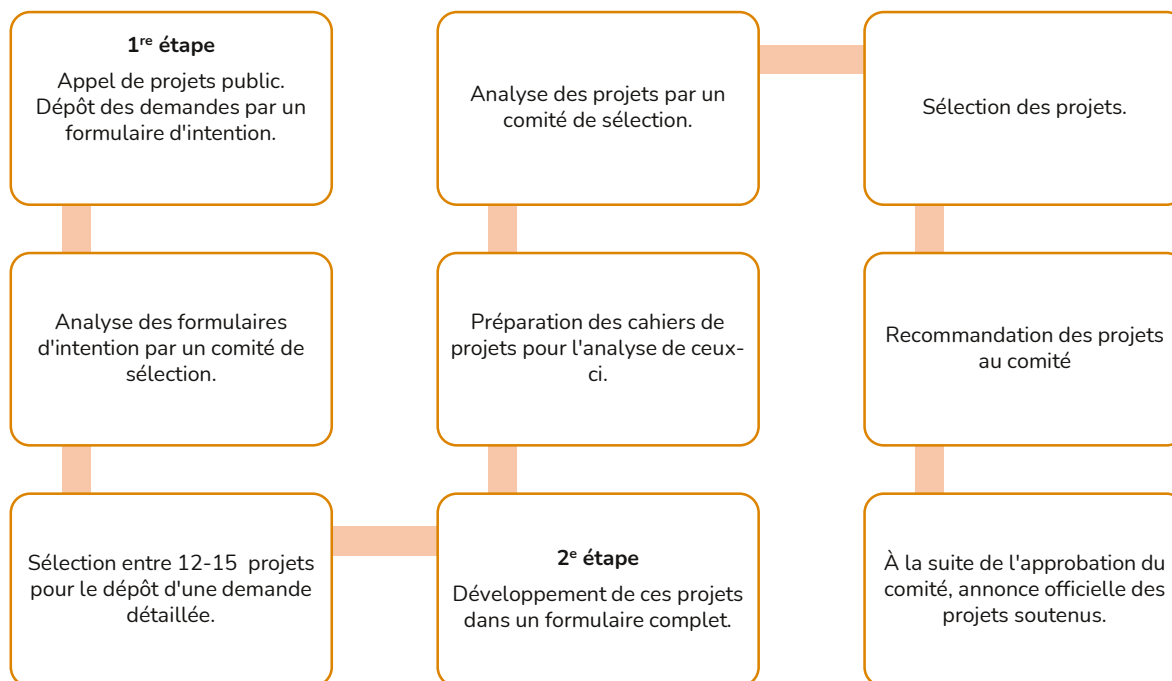 1re étape
Appel de projets public.
Dépôt des demandes par un
formulaire d'intention.
Analyse des formulaires
d'intention par un comité de
sélection.
Sélection entre 12-15 projets
pour le dépôt d'une demande
détaillée.
2e étape
Développement de ces projets
dans un formulaire complet.
Préparation des cahiers de
projets pour l'analyse de ceux-
ci.
Analyse des projets par un
comité de sélection.
Sélection des projets.
Recommandation des projets
au comité
À la suite de l'approbation du
comité, annonce officielle des
projets soutenus.